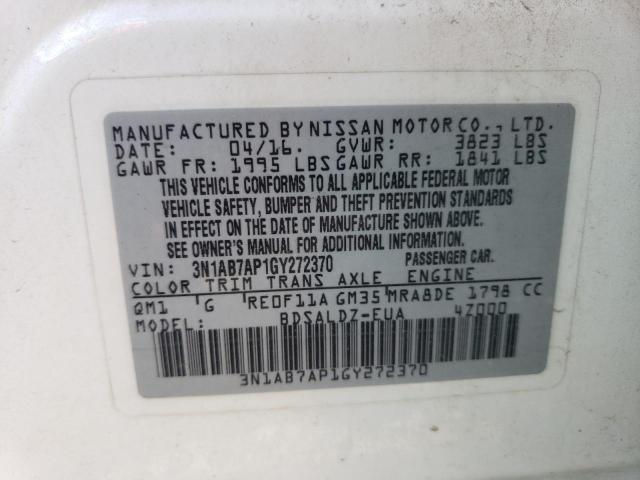 MANUFACTURED BY NISSAN MOTOR CO., LTD.
DATE: 04/16. GVWR: 3823 LBS
GAWR FR: 1995 LBS GAWR RR: 1841 LBS
THIS VEHICLE CONFORMS TO ALL APPLICABLE FEDERAL MOTOR
VEHICLE SAFETY, BUMPER AND THEFT PREVENTION STANDARDS
IN EFFECT ON THE DATE OF MANUFACTURE SHOWN ABOVE.
SEE OWNER'S MANUAL FOR ADDITIONAL INFORMATION.
VIN: 3N1AB7AP1GY272370 PASSENGER CAR.
COLOR TRIM TRANS AXLE ENGINE
QM1 G RE0F11A GM35 MRA8DE 1798 CC
MODEL: BDSALDZ-EUA 4Z000
3N1AB7AP1GY272370